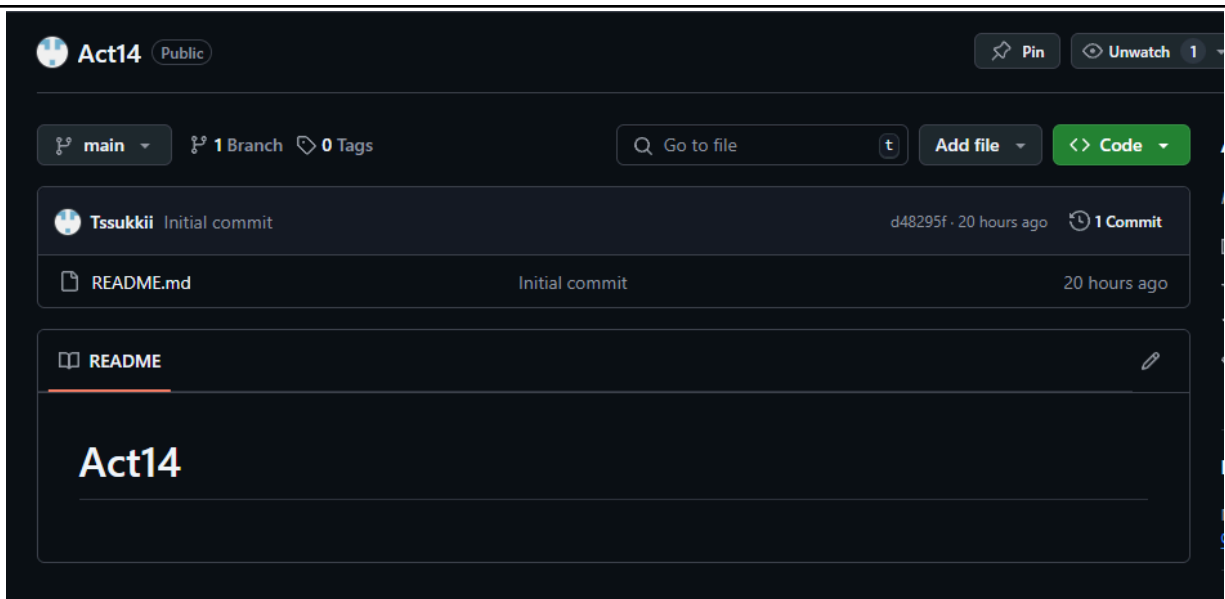 Act14 Public Pin Unwatch 1
main 1 Branch 0 Tags Go to file t Add file Code
Tssukkii Initial commit d48295f · 20 hours ago 1 Commit
README.md Initial commit 20 hours ago
README
Act14